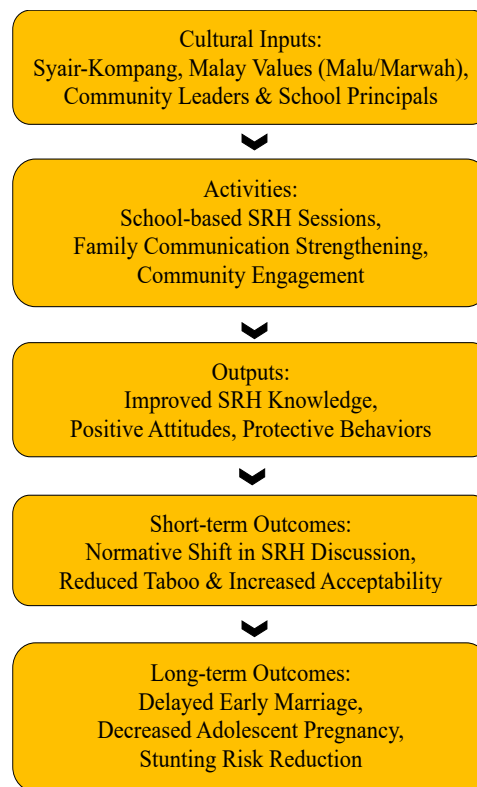 Cultural Inputs:
Syair-Kompang, Malay Values (Malu/Marwah),
Community Leaders & School Principals
Activities:
School-based SRH Sessions,
Family Communication Strengthening,
Community Engagement
Outputs:
Improved SRH Knowledge,
Positive Attitudes, Protective Behaviors
Short-term Outcomes:
Normative Shift in SRH Discussion,
Reduced Taboo & Increased Acceptability
Long-term Outcomes:
Delayed Early Marriage,
Decreased Adolescent Pregnancy,
Stunting Risk Reduction